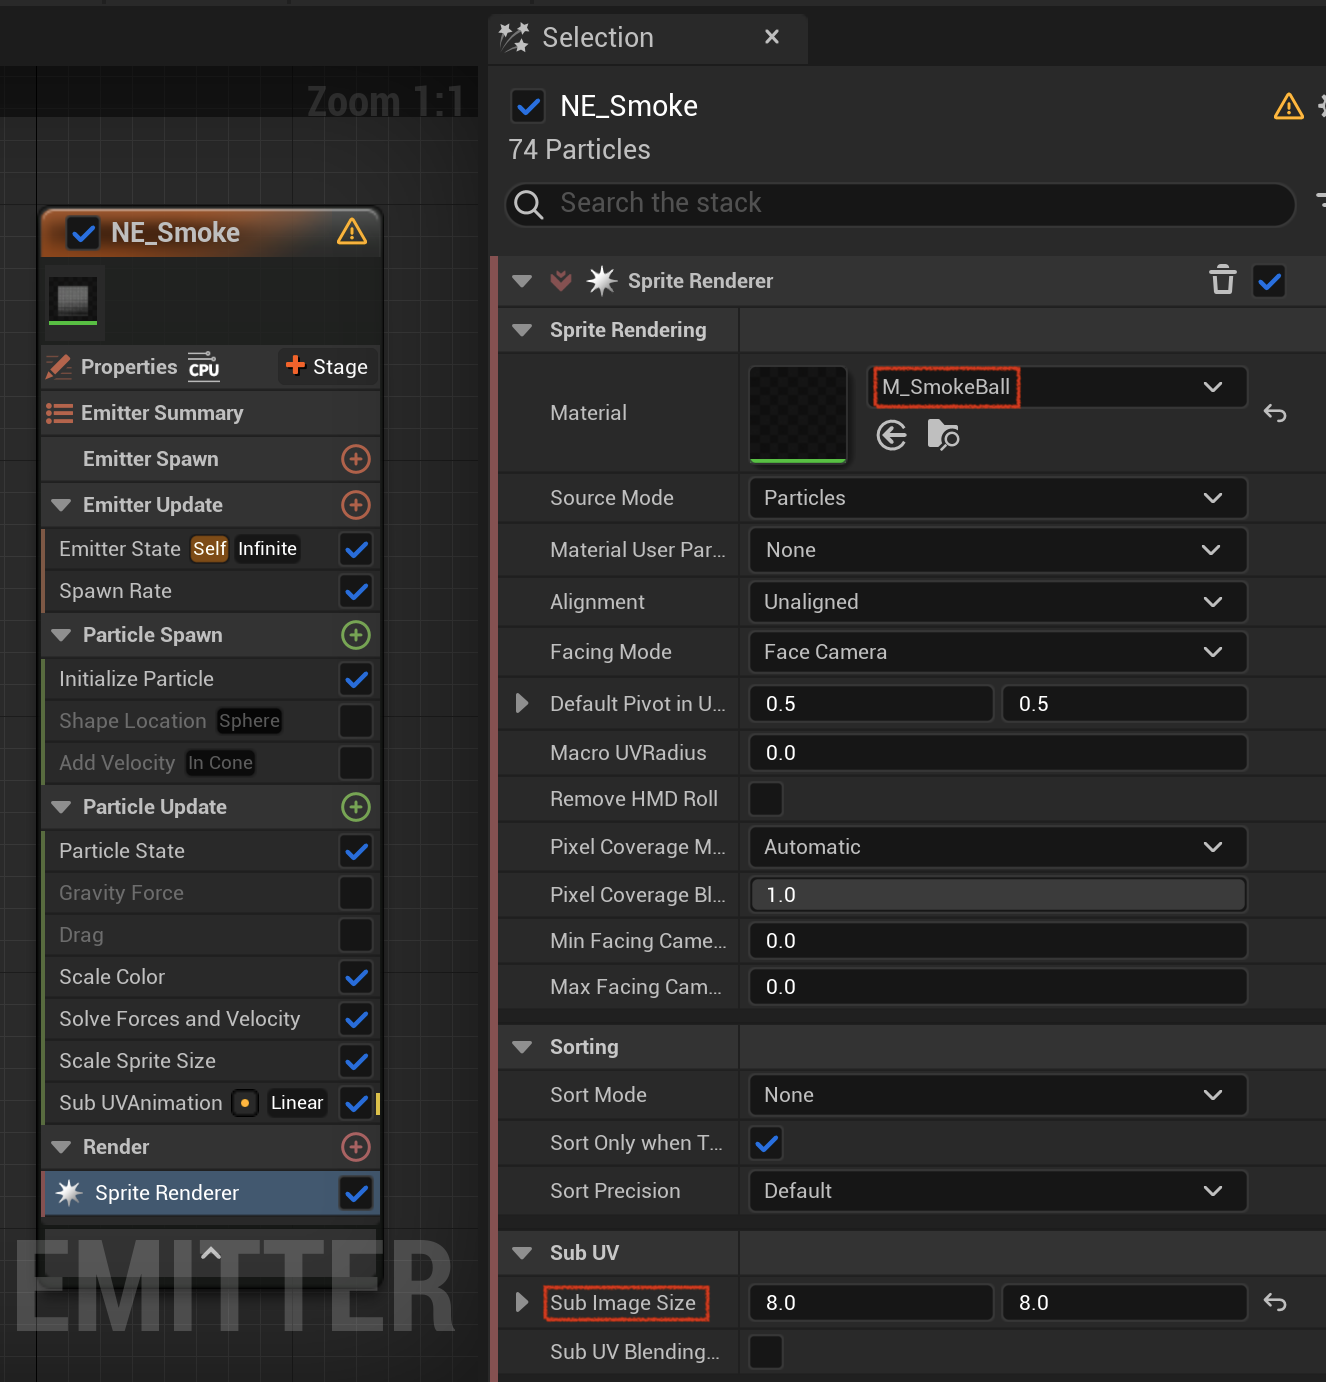 Zoom 1:1
NE_Smoke
Properties CPU Stage
Emitter Summary
Emitter Spawn
Emitter Update
Emitter State Self Infinite
Spawn Rate
Particle Spawn
Initialize Particle
Shape Location Sphere
Add Velocity In Cone
Particle Update
Particle State
Gravity Force
Drag
Scale Color
Solve Forces and Velocity
Scale Sprite Size
Sub UVAnimation Linear
Render
Sprite Renderer
EMITTER
Selection
NE_Smoke
74 Particles
Search the stack
Sprite Renderer
Sprite Rendering
Material M_SmokeBall
Source Mode Particles
Material User Par... None
Alignment Unaligned
Facing Mode Face Camera
Default Pivot in U... 0.5 0.5
Macro UVRadius 0.0
Remove HMD Roll
Pixel Coverage M... Automatic
Pixel Coverage Bl... 1.0
Min Facing Came... 0.0
Max Facing Cam... 0.0
Sorting
Sort Mode None
Sort Only when T...
Sort Precision Default
Sub UV
Sub Image Size 8.0 8.0
Sub UV Blending...